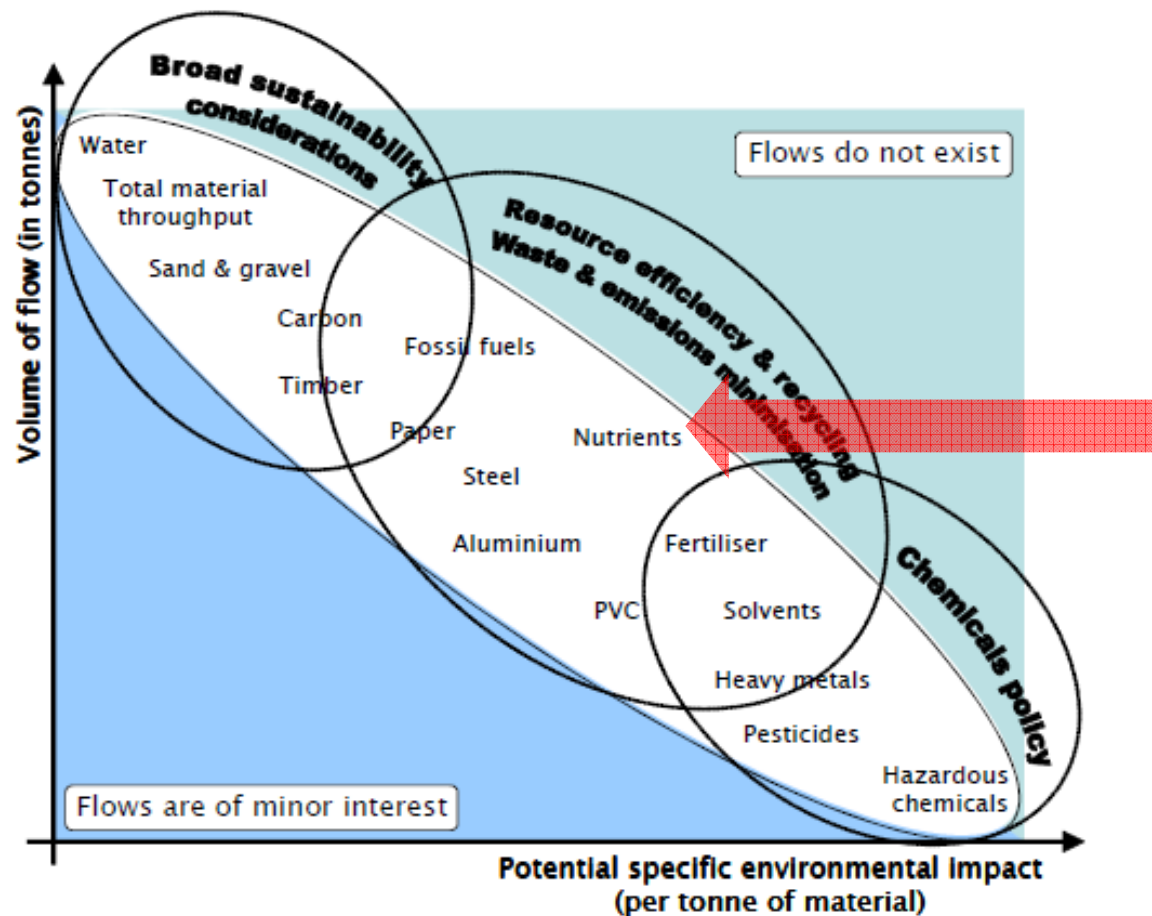 Broad sustainability
considerations
Flows do not exist
Water
Total material
throughput
Resource efficiency & recycling
Waste & emissions minimisation
Sand & gravel
Carbon
Fossil fuels
Timber
Paper
Nutrients
Steel
Aluminium
Fertiliser
Chemicals policy
PVC
Solvents
Heavy metals
Pesticides
Hazardous
chemicals
Flows are of minor interest
Volume of flow (in tonnes)
Potential specific environmental impact
(per tonne of material)